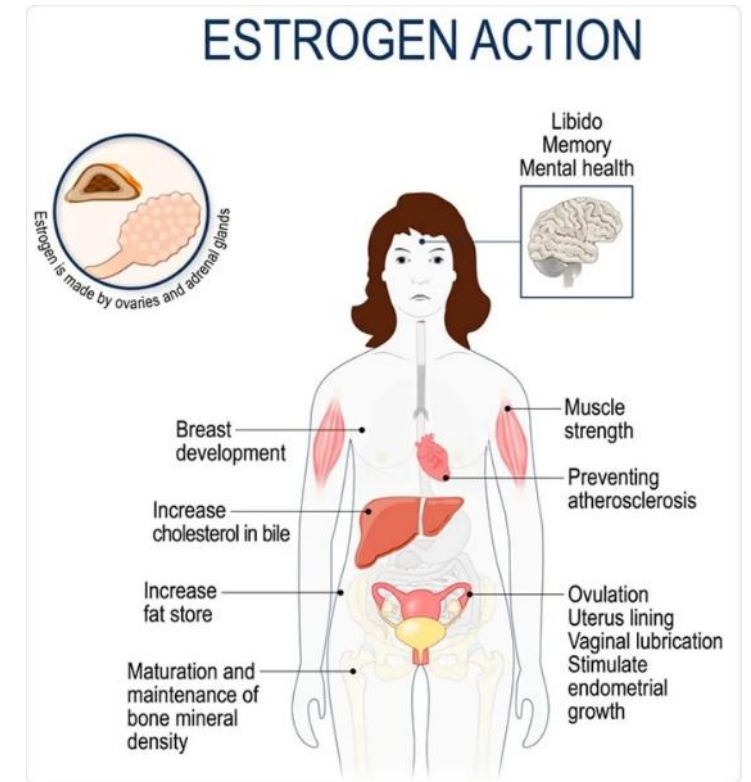 ESTROGEN ACTION
Estrogen is made by ovaries and adrenal glands
Libido
Memory
Mental health
Breast
development
Increase
cholesterol in bile
Increase
fat store
Maturation and
maintenance of
bone mineral
density
Muscle
strength
Preventing
atherosclerosis
Ovulation
Uterus lining
Vaginal lubrication
Stimulate
endometrial
growth